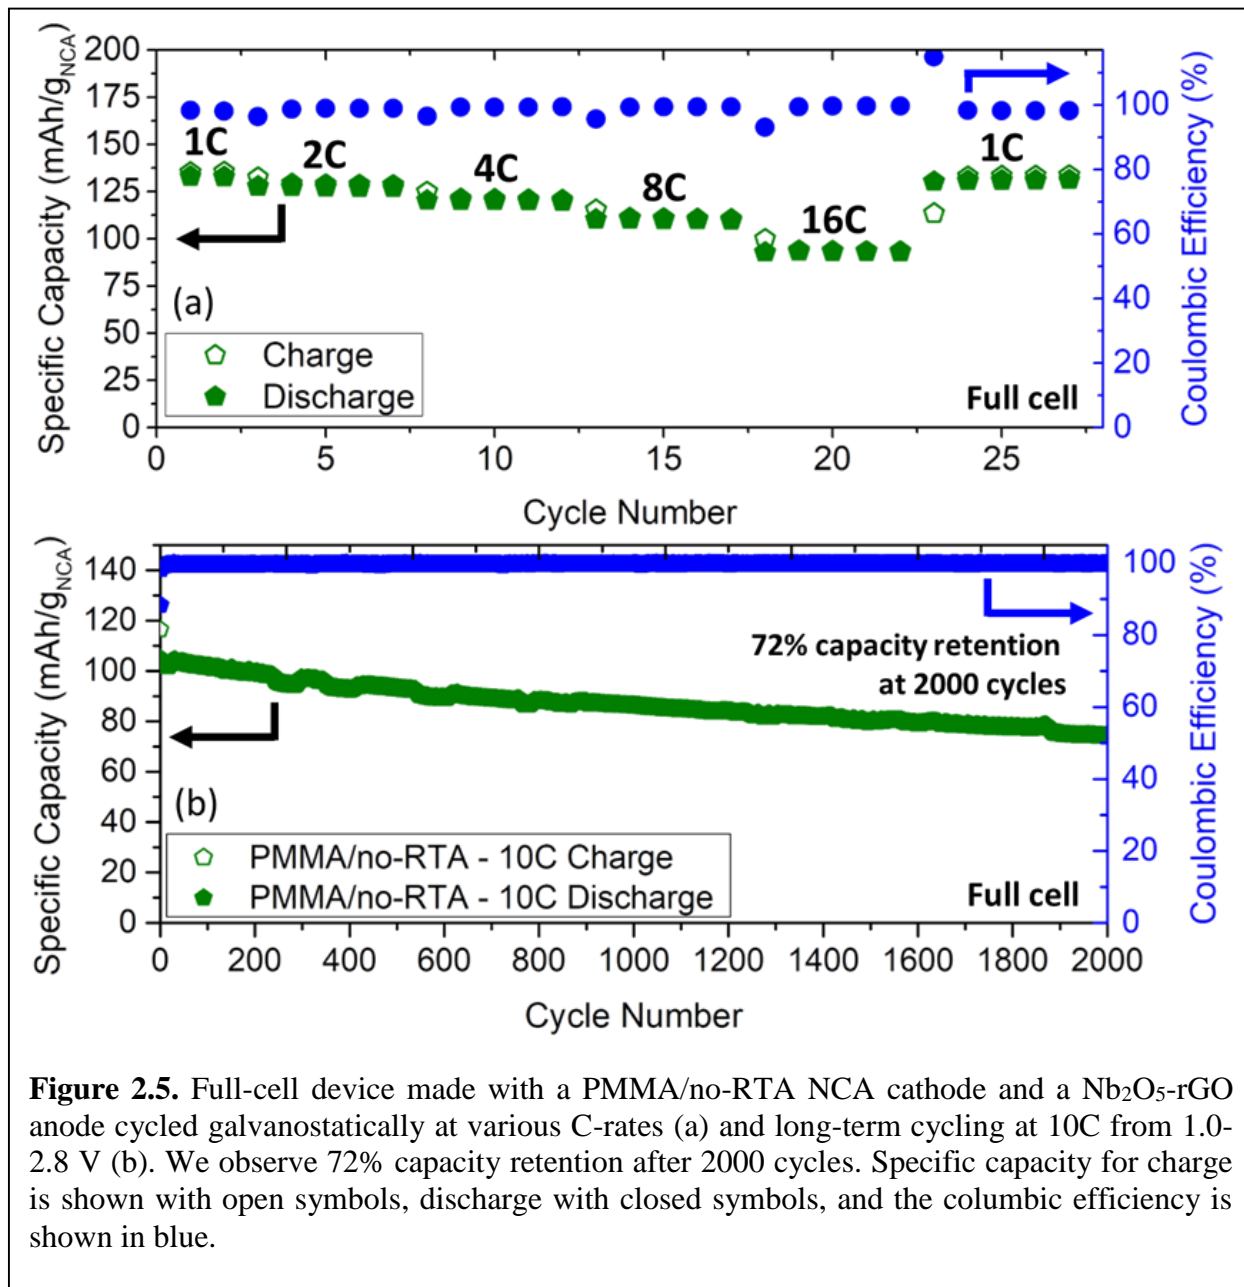 200
175
150
125
100
75
50
25
0
Specific Capacity (mAh/gNCA)
1C
2C
4C
8C
16C
1C
(a)
Charge
Discharge
Full cell
100
80
60
40
20
0
Coulombic Efficiency (%)
0 5 10 15 20 25
Cycle Number
140
120
100
80
60
40
20
0
Specific Capacity (mAh/gNCA)
72% capacity retention
at 2000 cycles
(b)
PMMA/no-RTA - 10C Charge
PMMA/no-RTA - 10C Discharge
Full cell
100
80
60
40
20
0
Coulombic Efficiency (%)
0 200 400 600 800 1000 1200 1400 1600 1800 2000
Cycle Number
Figure 2.5. Full-cell device made with a PMMA/no-RTA NCA cathode and a Nb₂O₅-rGO
anode cycled galvanostatically at various C-rates (a) and long-term cycling at 10C from 1.0-
2.8 V (b). We observe 72% capacity retention after 2000 cycles. Specific capacity for charge
is shown with open symbols, discharge with closed symbols, and the columbic efficiency is
shown in blue.